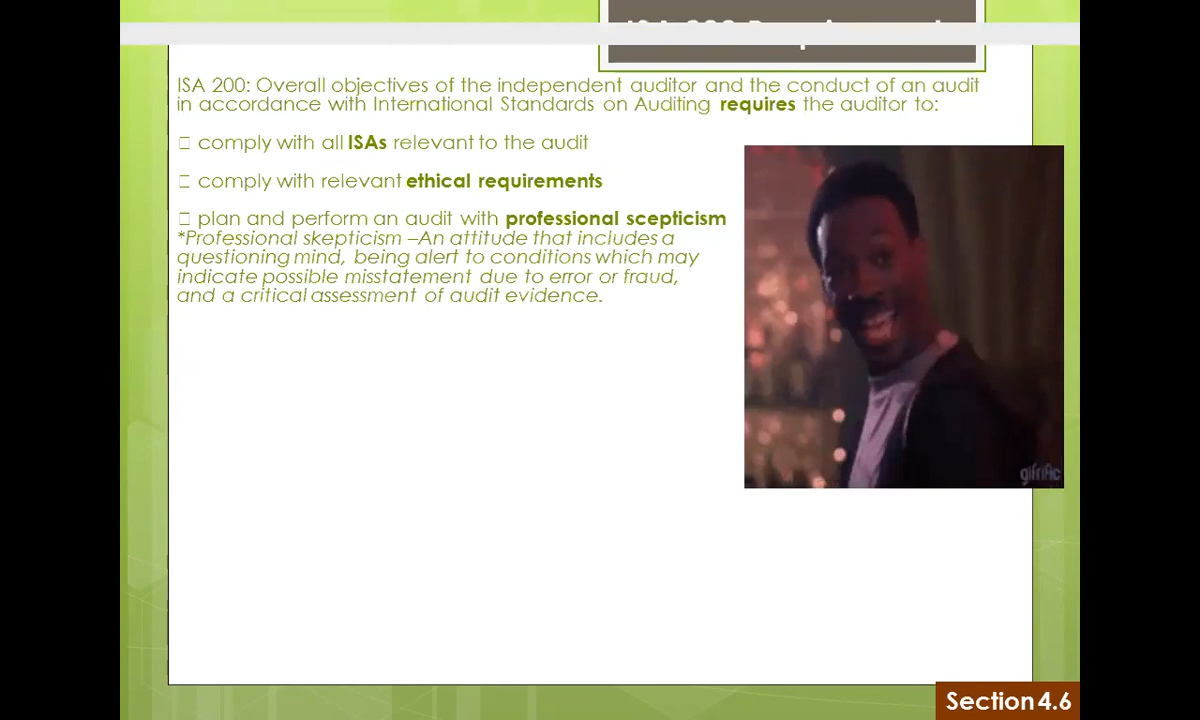 ISA 200: Overall objectives of the independent auditor and the conduct of an audit
in accordance with International Standards on Auditing requires the auditor to:
comply with all ISAs relevant to the audit
comply with relevant ethical requirements
plan and perform an audit with professional scepticism
*Professional skepticism –An attitude that includes a
questioning mind, being alert to conditions which may
indicate possible misstatement due to error or fraud,
and a critical assessment of audit evidence.
gifrific
Section 4.6